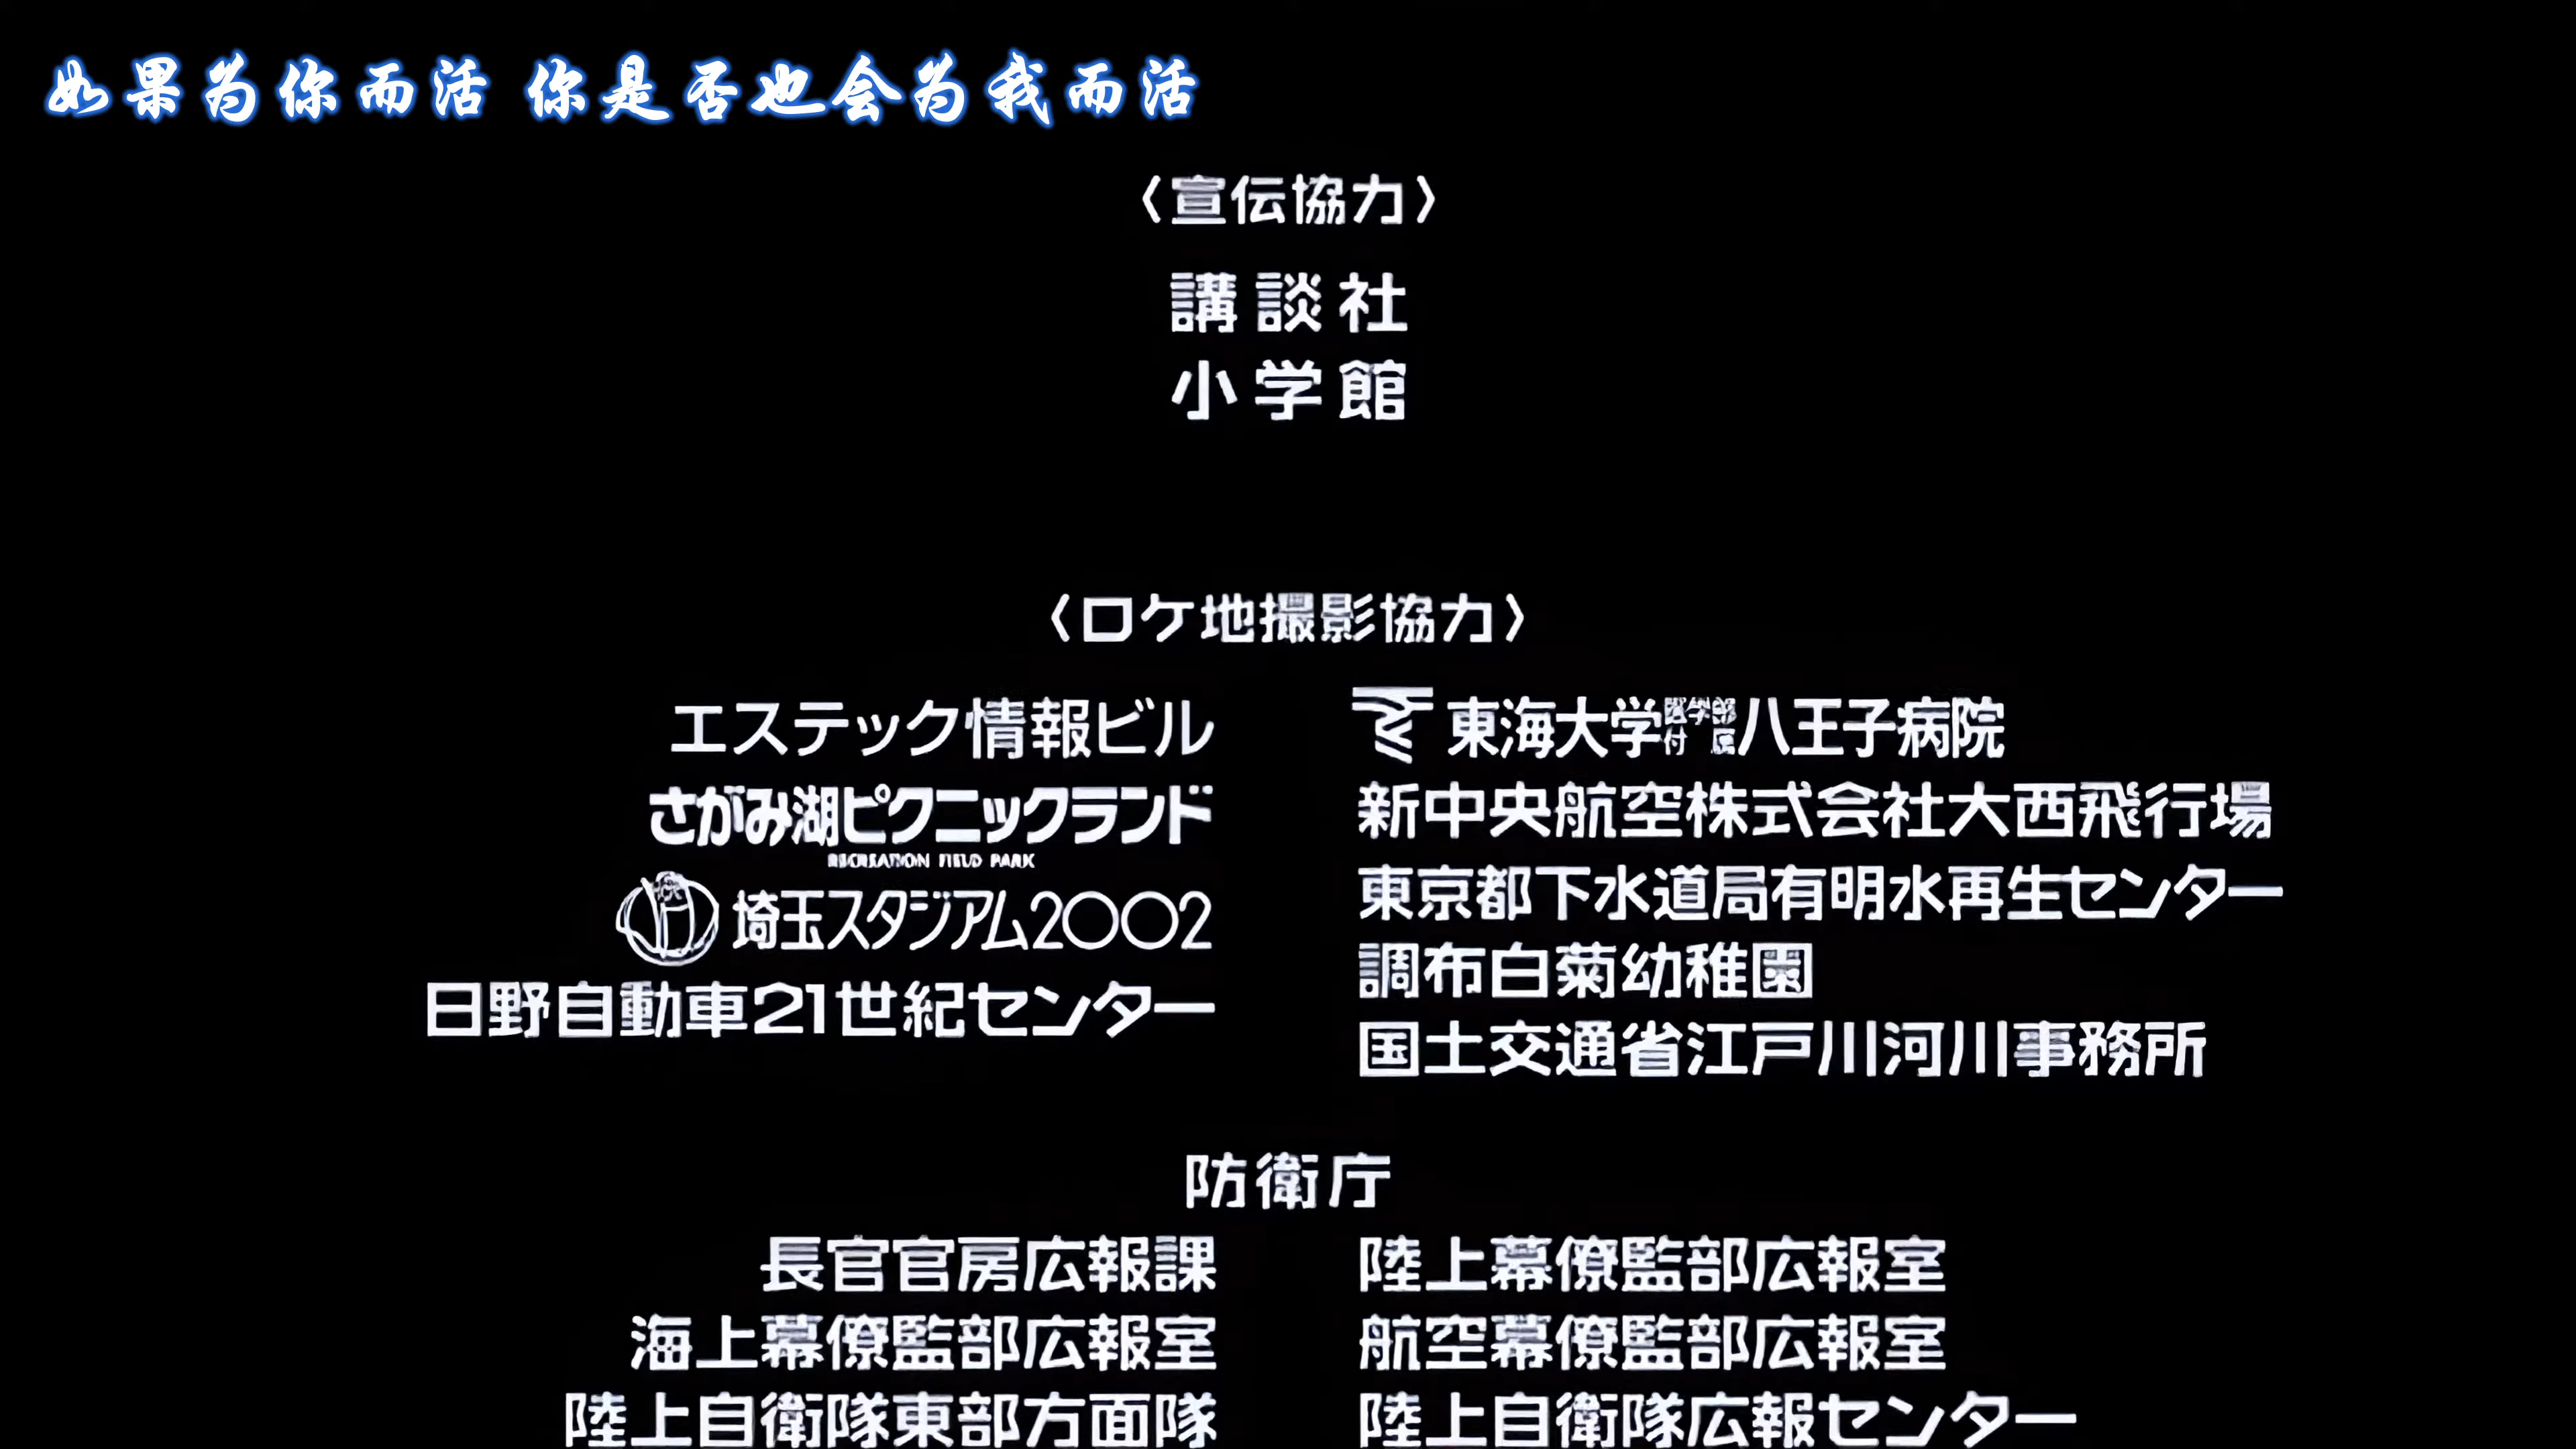 如果为你而活 你是否也会为我而活
〈宣伝協力〉
講談社
小学館
〈ロケ地撮影協力〉
エステック情報ビル
さがみ湖ピクニックランド
RECREATION FIELD PARK
埼玉スタジアム2002
日野自動車21世紀センター
東海大学医学部付属八王子病院
新中央航空株式会社大西飛行場
東京都下水道局有明水再生センター
調布白菊幼稚園
国土交通省江戸川河川事務所
防衛庁
長官官房広報課
海上幕僚監部広報室
陸上自衛隊東部方面隊
陸上幕僚監部広報室
航空幕僚監部広報室
陸上自衛隊広報センター